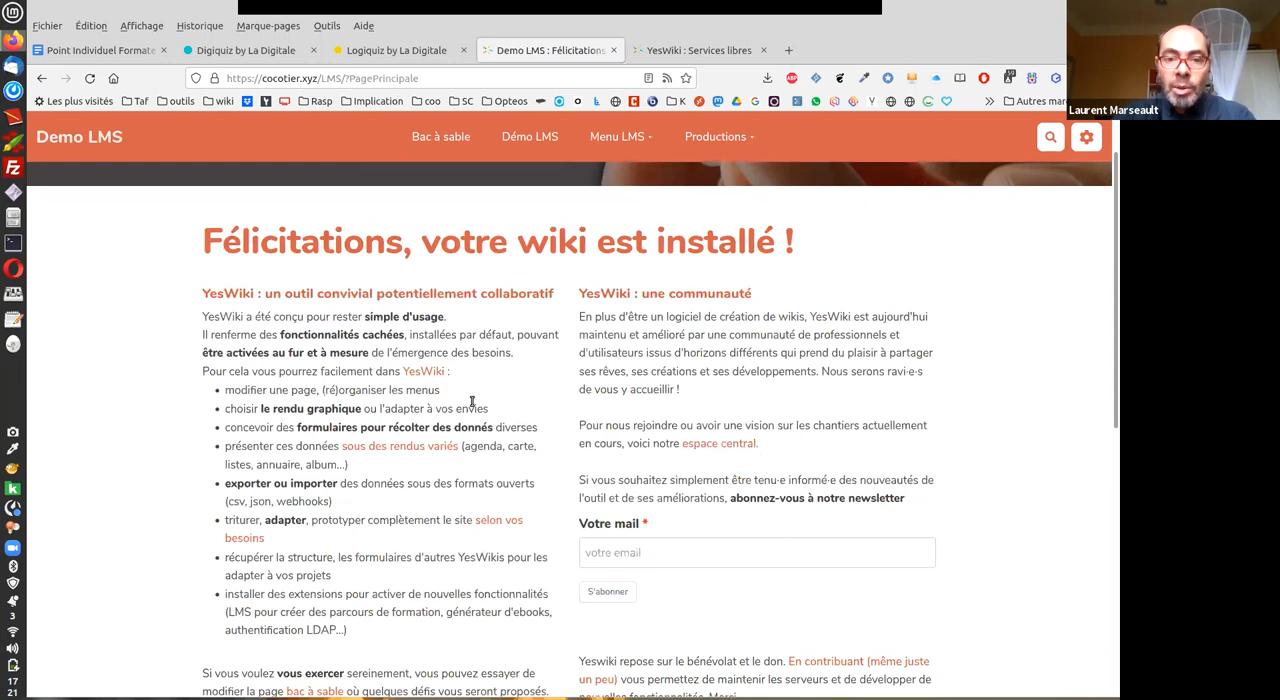 Fichier Édition Affichage Historique Marque-pages Outils Aide
Point Individuel Formate Digiquiz by La Digitale Logiquiz by La Digitale Demo LMS : Félicitations YesWiki : Services libres
https://cocotier.xyz/LMS/?PagePrincipale
Les plus visités Taf outils wiki Rasp Implication coo SC Opteos K Autres mar
Laurent Marseault
Demo LMS Bac à sable Démo LMS Menu LMS Productions
Félicitations, votre wiki est installé !
YesWiki : un outil convivial potentiellement collaboratif
YesWiki a été conçu pour rester simple d'usage.
Il renferme des fonctionnalités cachées, installées par défaut, pouvant
être activées au fur et à mesure de l'émergence des besoins.
Pour cela vous pourrez facilement dans YesWiki :
modifier une page, (ré)organiser les menus
choisir le rendu graphique ou l'adapter à vos envies
concevoir des formulaires pour récolter des donnés diverses
présenter ces données sous des rendus variés (agenda, carte,
listes, annuaire, album...)
exporter ou importer des données sous des formats ouverts
(csv, json, webhooks)
triturer, adapter, prototyper complètement le site selon vos
besoins
récupérer la structure, les formulaires d'autres YesWikis pour les
adapter à vos projets
installer des extensions pour activer de nouvelles fonctionnalités
(LMS pour créer des parcours de formation, générateur d'ebooks,
authentification LDAP...)
Si vous voulez vous exercer sereinement, vous pouvez essayer de
modifier la page bac à sable où quelques défis vous seront proposés.
YesWiki : une communauté
En plus d'être un logiciel de création de wikis, YesWiki est aujourd'hui
maintenu et amélioré par une communauté de professionnels et
d'utilisateurs issus d'horizons différents qui prend du plaisir à partager
ses rêves, ses créations et ses développements. Nous serons ravi·e·s
de vous y accueillir !
Pour nous rejoindre ou avoir une vision sur les chantiers actuellement
en cours, voici notre espace central.
Si vous souhaitez simplement être tenu·e informé·e des nouveautés de
l'outil et de ses améliorations, abonnez-vous à notre newsletter
Votre mail *
votre email
S'abonner
Yeswiki repose sur le bénévolat et le don. En contribuant (même juste
un peu) vous permettez de maintenir les serveurs et de développer de
nouvelles fonctionnalités. Merci
3
17
21